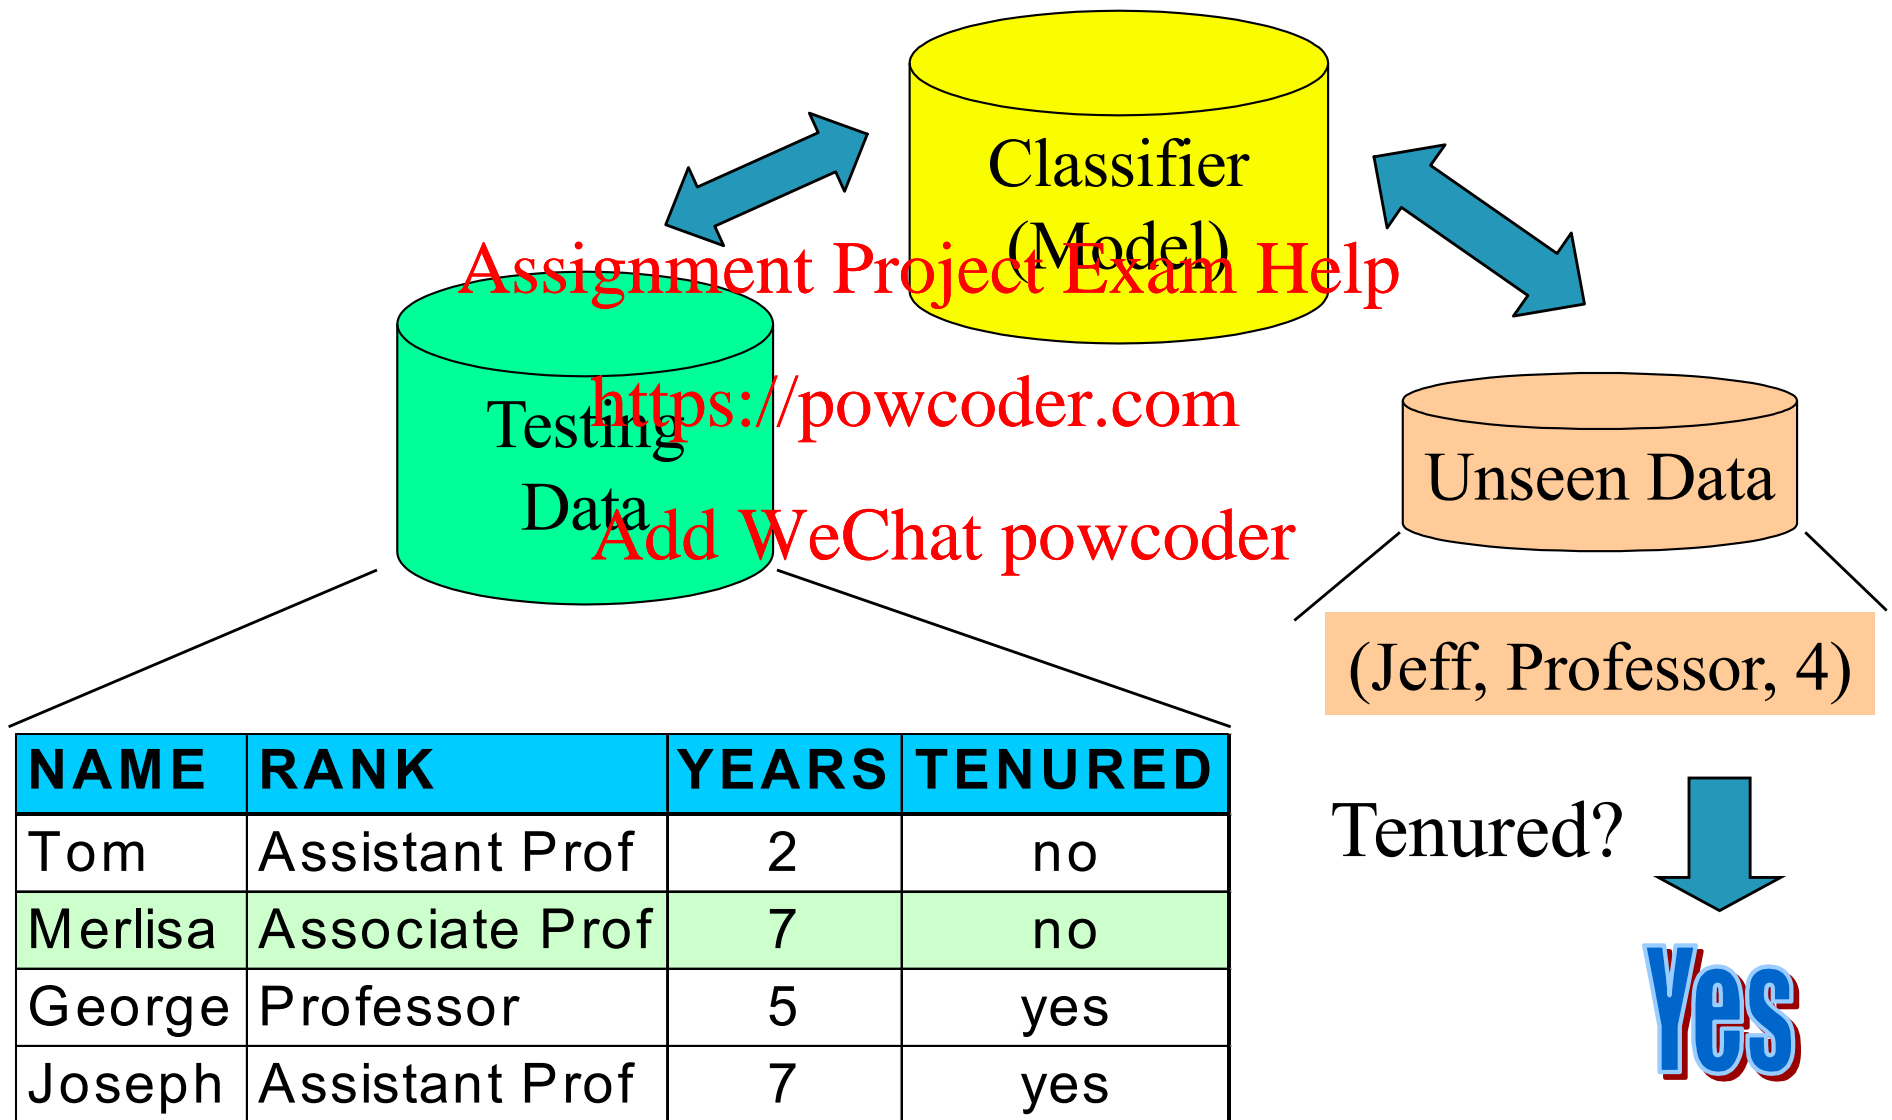 Classifier
(Model)
Assignment Project Exam Help
Testing
Data
https://powcoder.com
Add WeChat powcoder
Unseen Data
(Jeff, Professor, 4)
NAME RANK YEARS TENURED
Tom Assistant Prof 2 no
Merlisa Associate Prof 7 no
George Professor 5 yes
Joseph Assistant Prof 7 yes
Tenured?
Yes